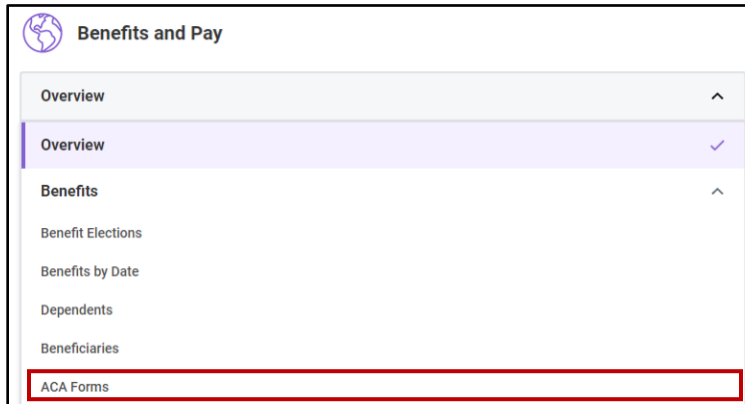 Benefits and Pay
Overview
Overview
Benefits
Benefit Elections
Benefits by Date
Dependents
Beneficiaries
ACA Forms